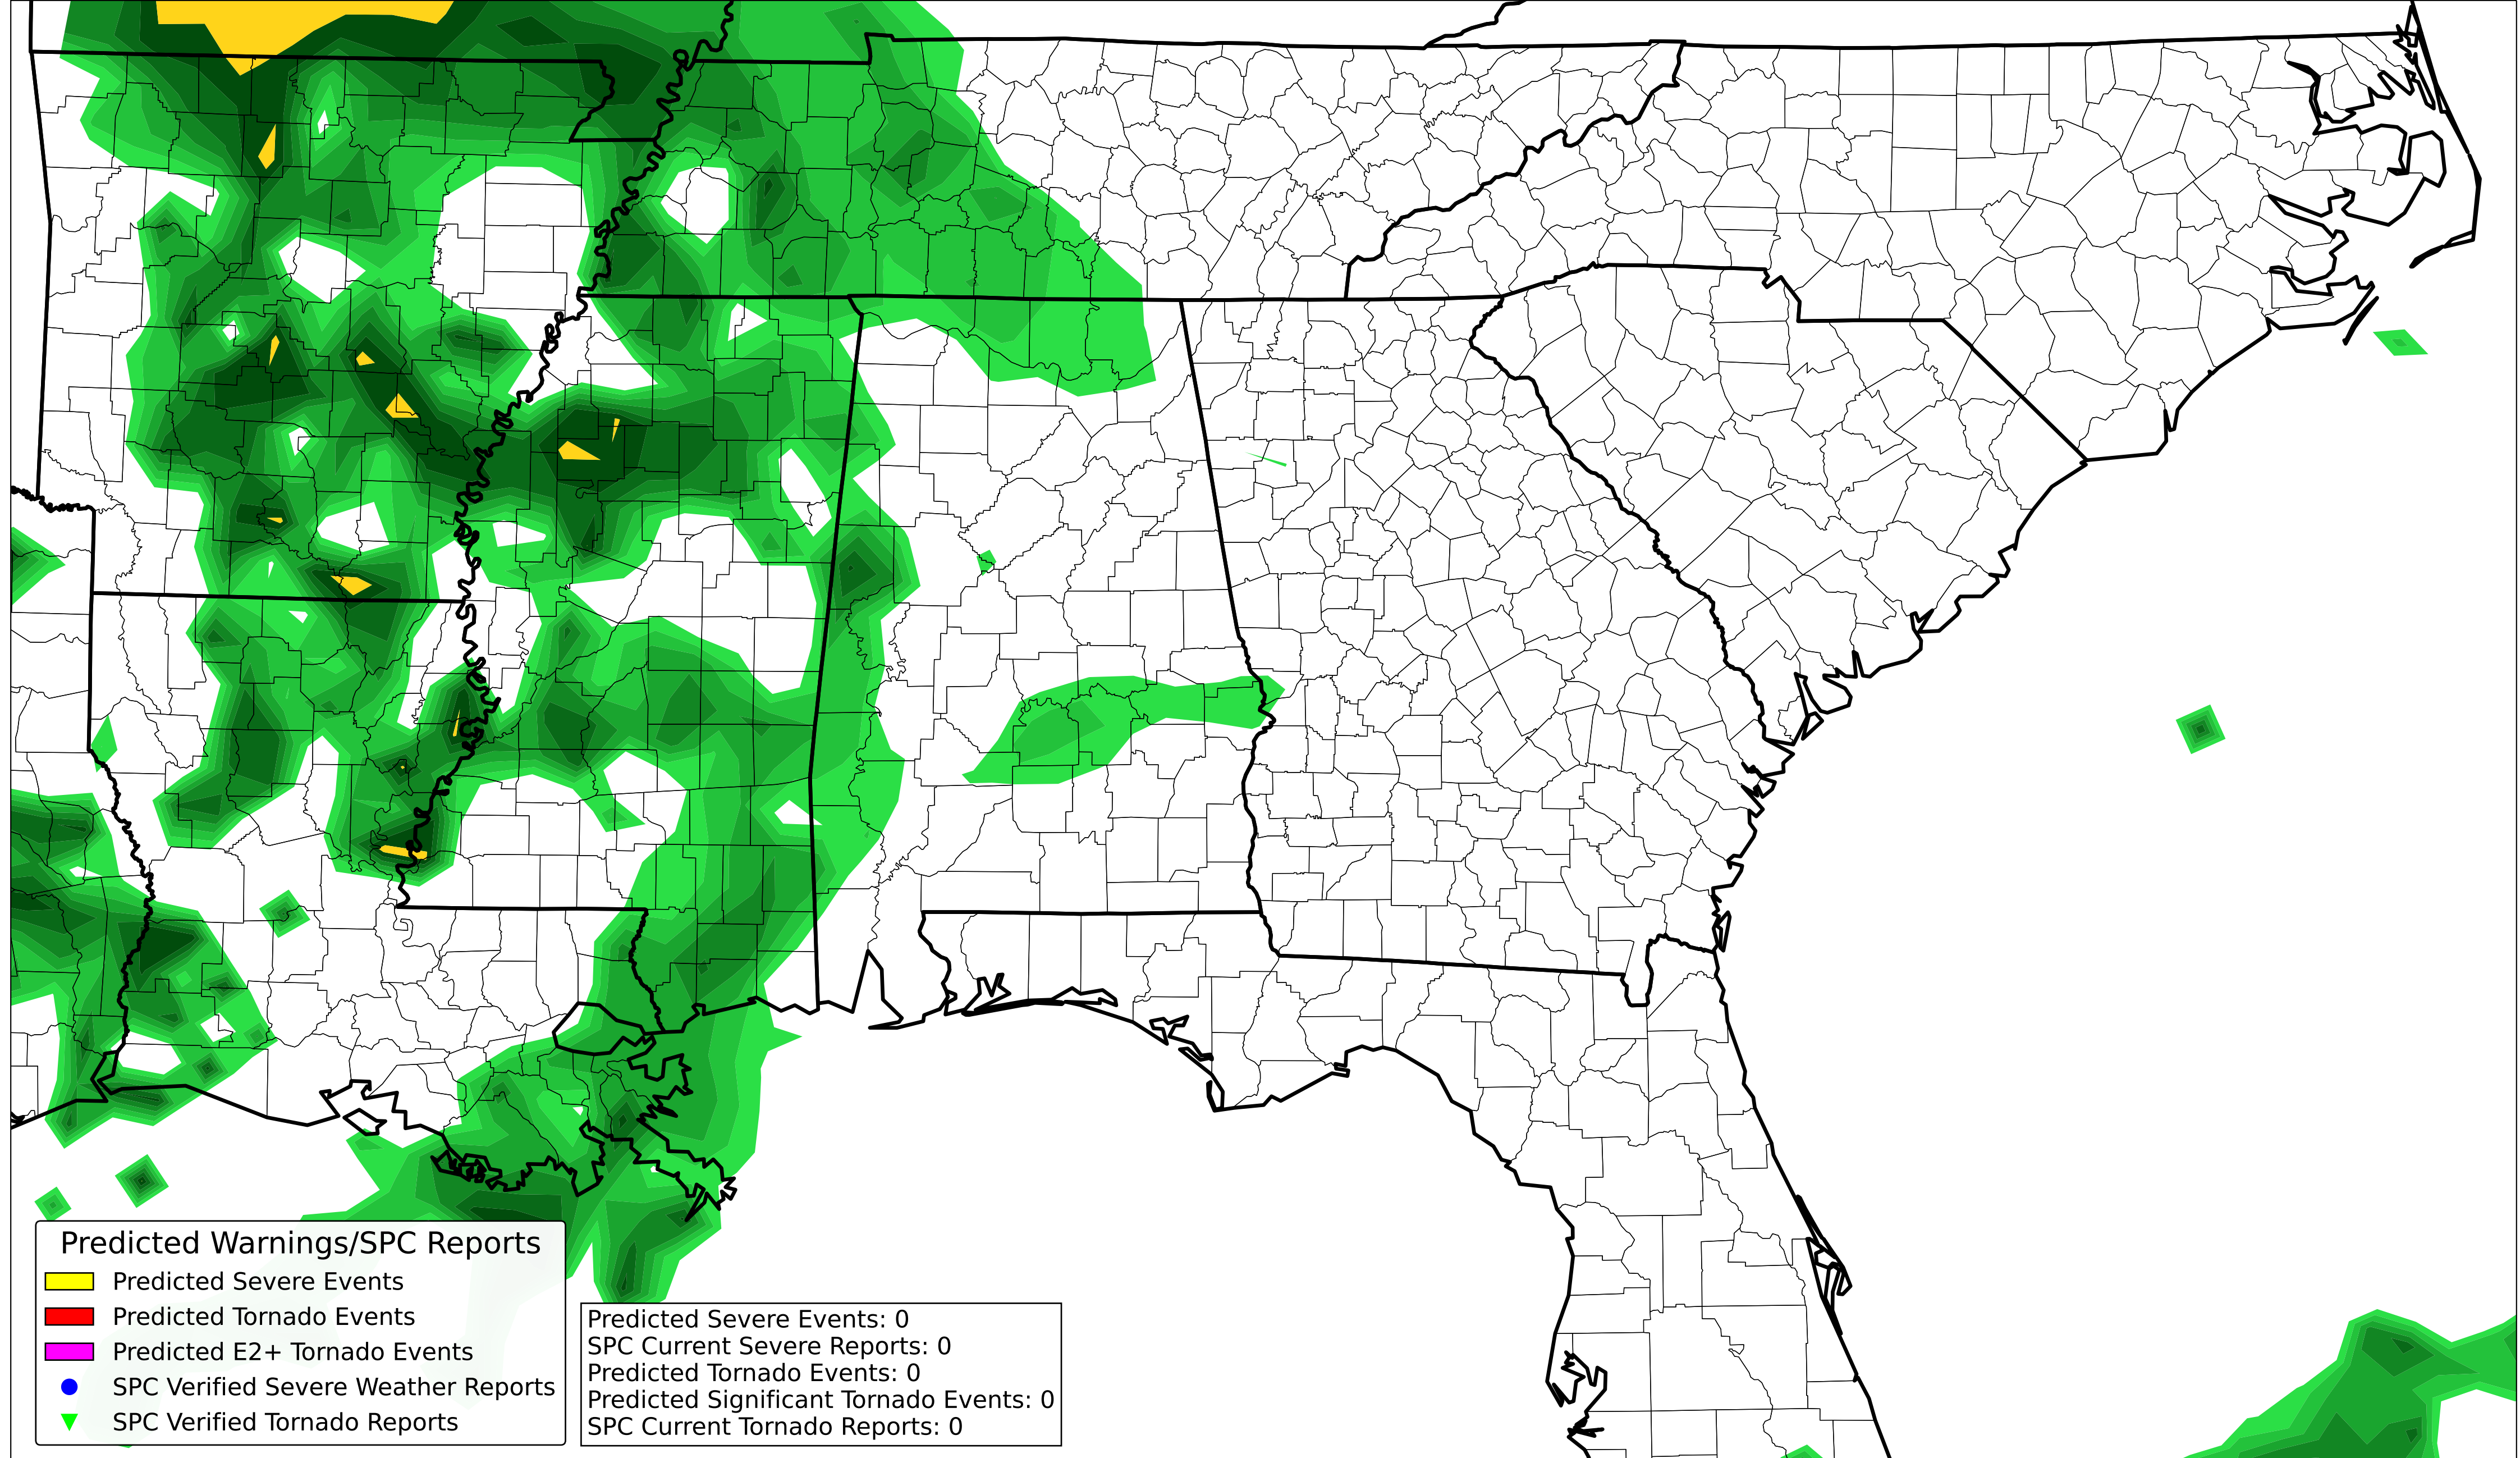 Predicted Warnings/SPC Reports
Predicted Severe Events
Predicted Tornado Events
Predicted E2+ Tornado Events
SPC Verified Severe Weather Reports
SPC Verified Tornado Reports
Predicted Severe Events: 0
SPC Current Severe Reports: 0
Predicted Tornado Events: 0
Predicted Significant Tornado Events: 0
SPC Current Tornado Reports: 0